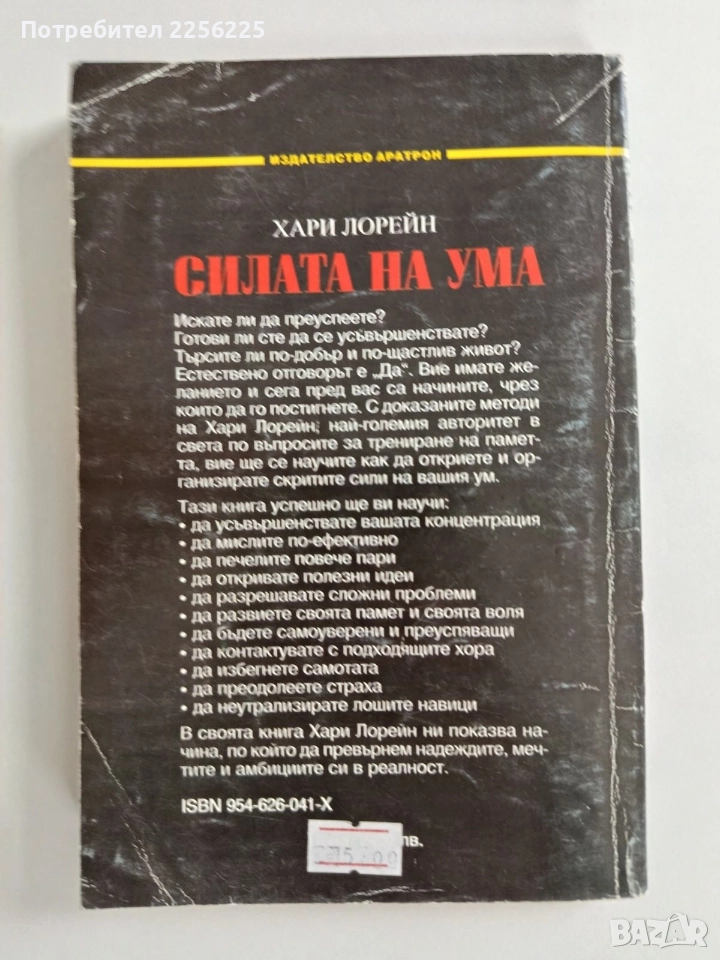 Потребител 2256225
ИЗДАТЕЛСТВО АРАТРОН
ХАРИ ЛОРЕЙН
СИЛАТА НА УМА
Искате ли да преуспеете?
Готови ли сте да се усъвършенствате?
Търсите ли по-добър и по-щастлив живот?
Естествено отговорът е „Да“. Вие имате же-
ланието и сега пред вас са начините, чрез
които да го постигнете. С доказаните методи
на Хари Лорейн, най-големия авторитет в
света по въпросите за трениране на памет-
та, вие ще се научите как да откриете и ор-
ганизирате скритите сили на вашия ум.
Тази книга успешно ще ви научи:
• да усъвършенствате вашата концентрация
• да мислите по-ефективно
• да печелите повече пари
• да откривате полезни идеи
• да разрешавате сложни проблеми
• да развиете своята памет и своята воля
• да бъдете самоуверени и преуспяващи
• да контактувате с подходящите хора
• да избегнете самотата
• да преодолеете страха
• да неутрализирате лошите навици
В своята книга Хари Лорейн ни показва на-
чина, по който да превърнем надеждите, меч-
тите и амбициите си в реалност.
ISBN 954-626-041-X
лв.
BAZAR